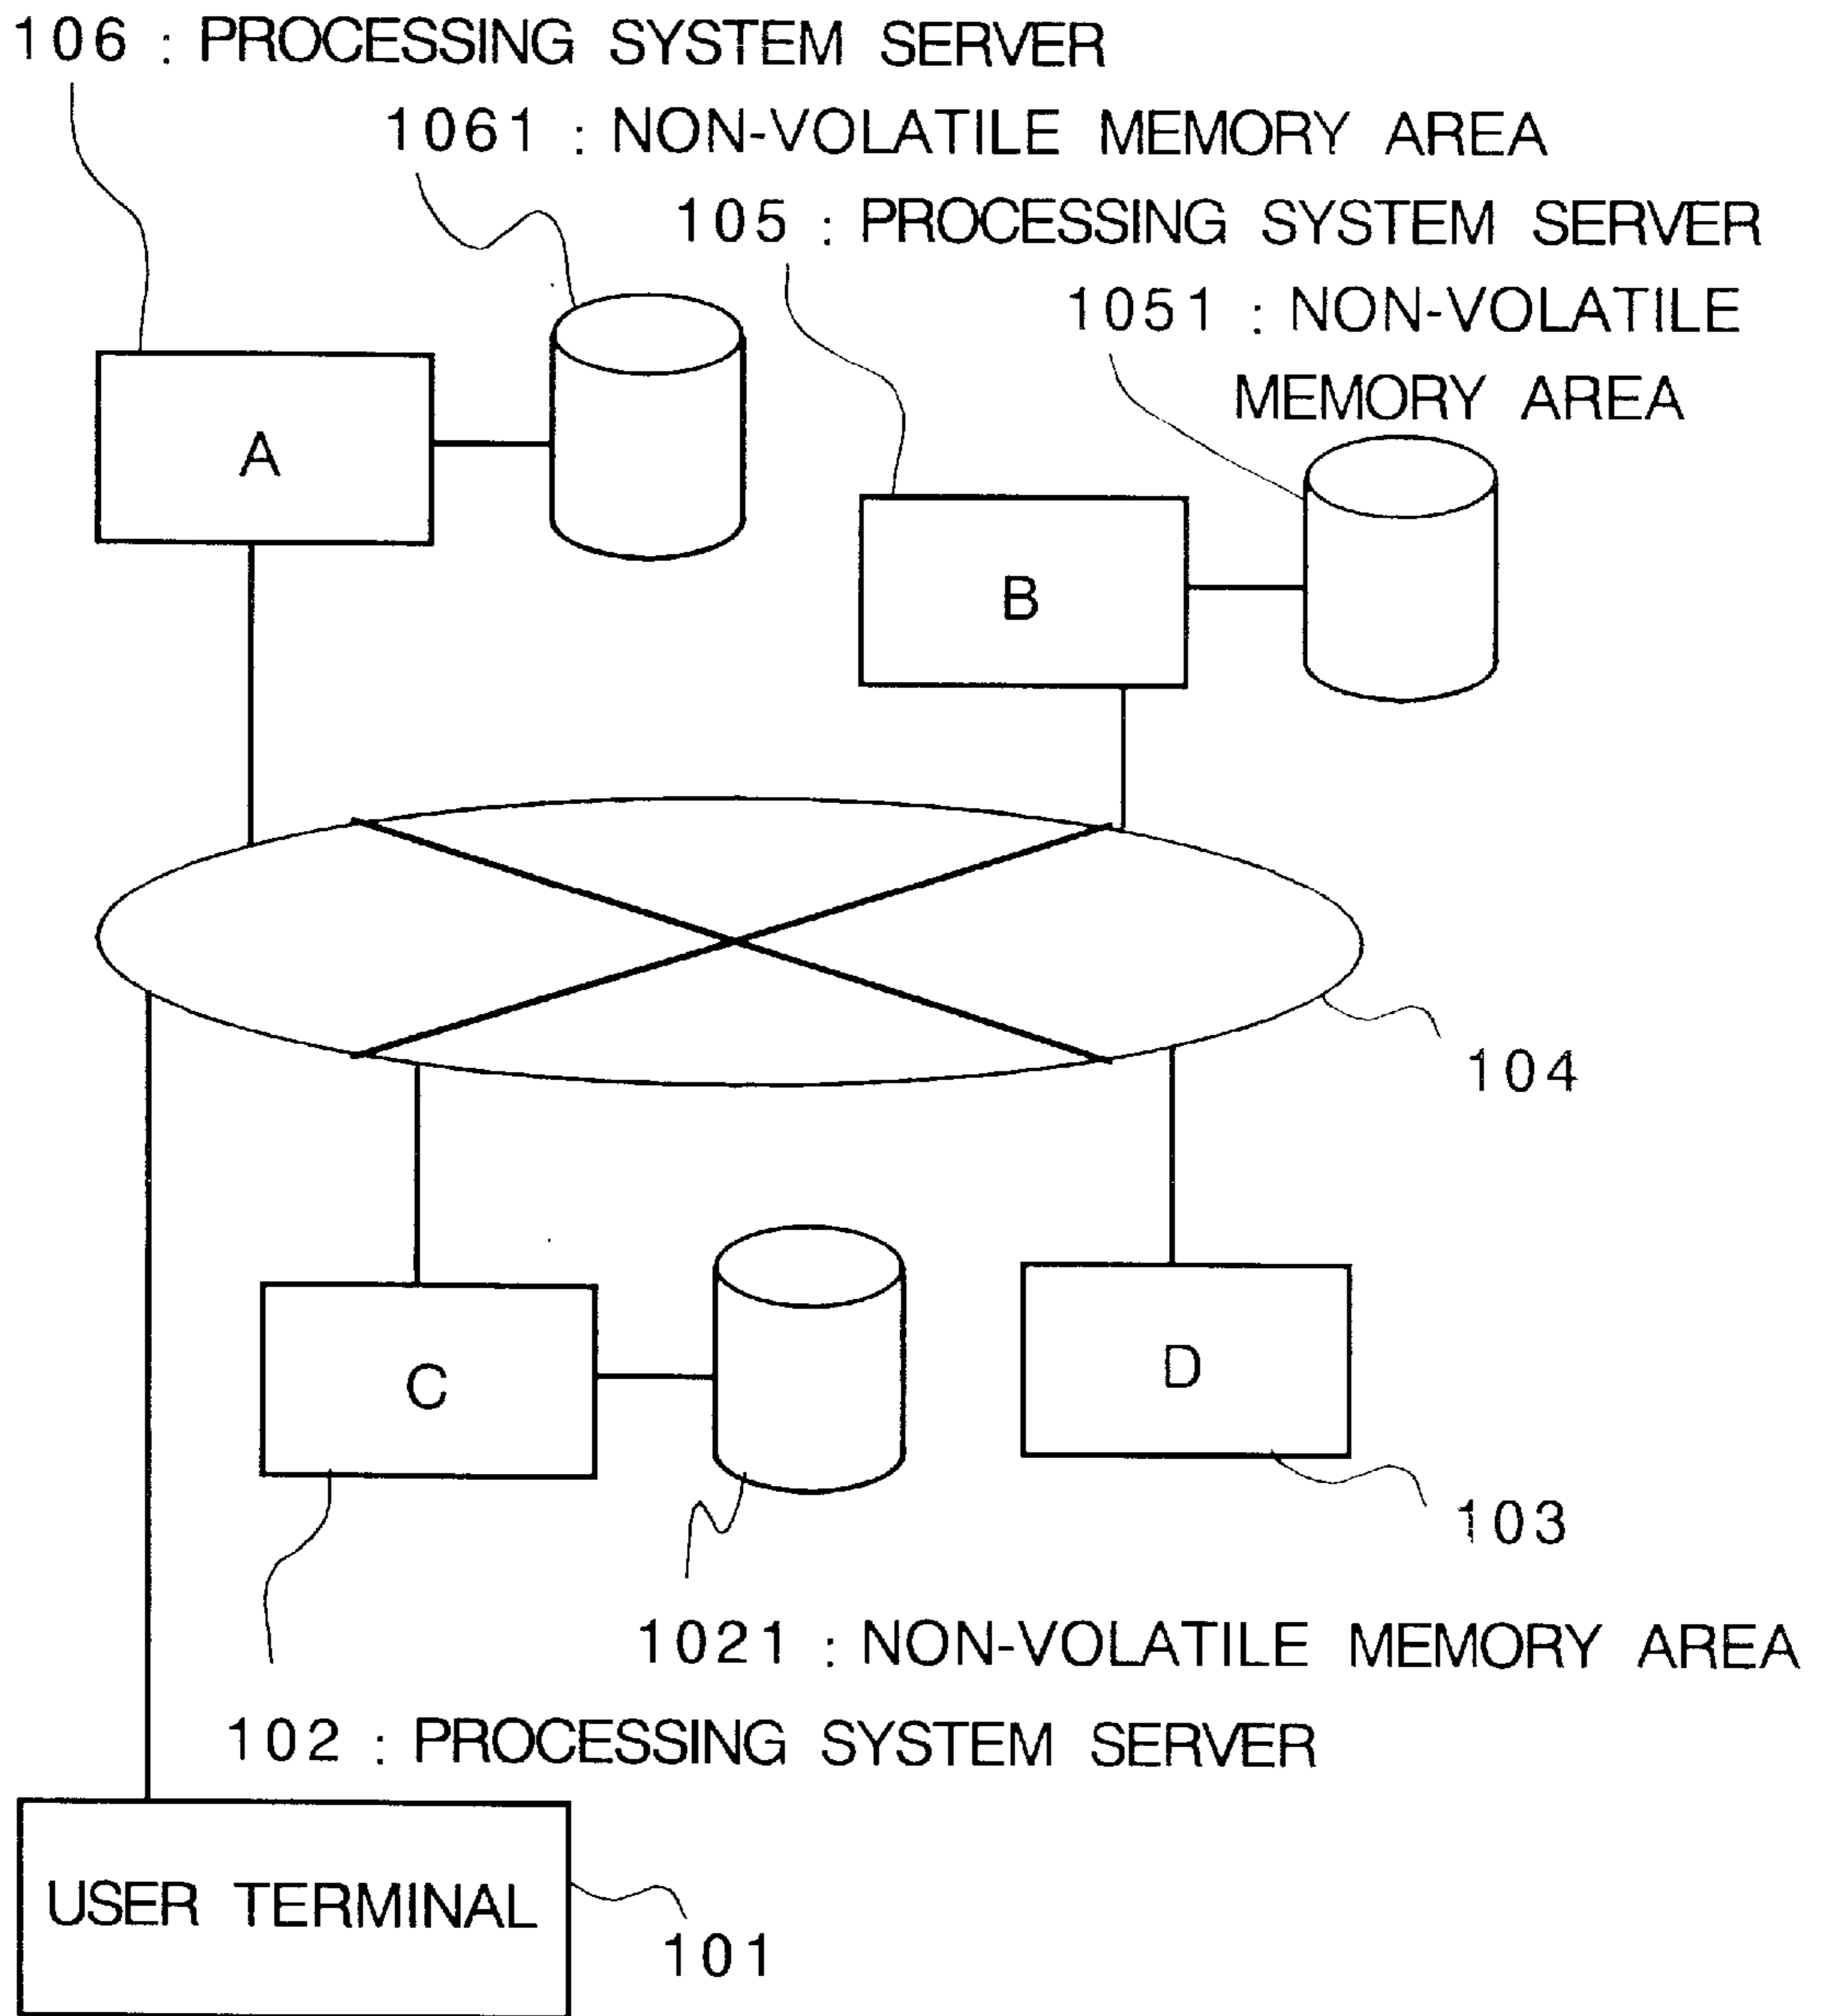 106 : PROCESSING SYSTEM SERVER
1061 : NON-VOLATILE MEMORY AREA
105 : PROCESSING SYSTEM SERVER
1051 : NON-VOLATILE
MEMORY AREA
A
B
104
C
D
103
1021 : NON-VOLATILE MEMORY AREA
102 : PROCESSING SYSTEM SERVER
USER TERMINAL
101